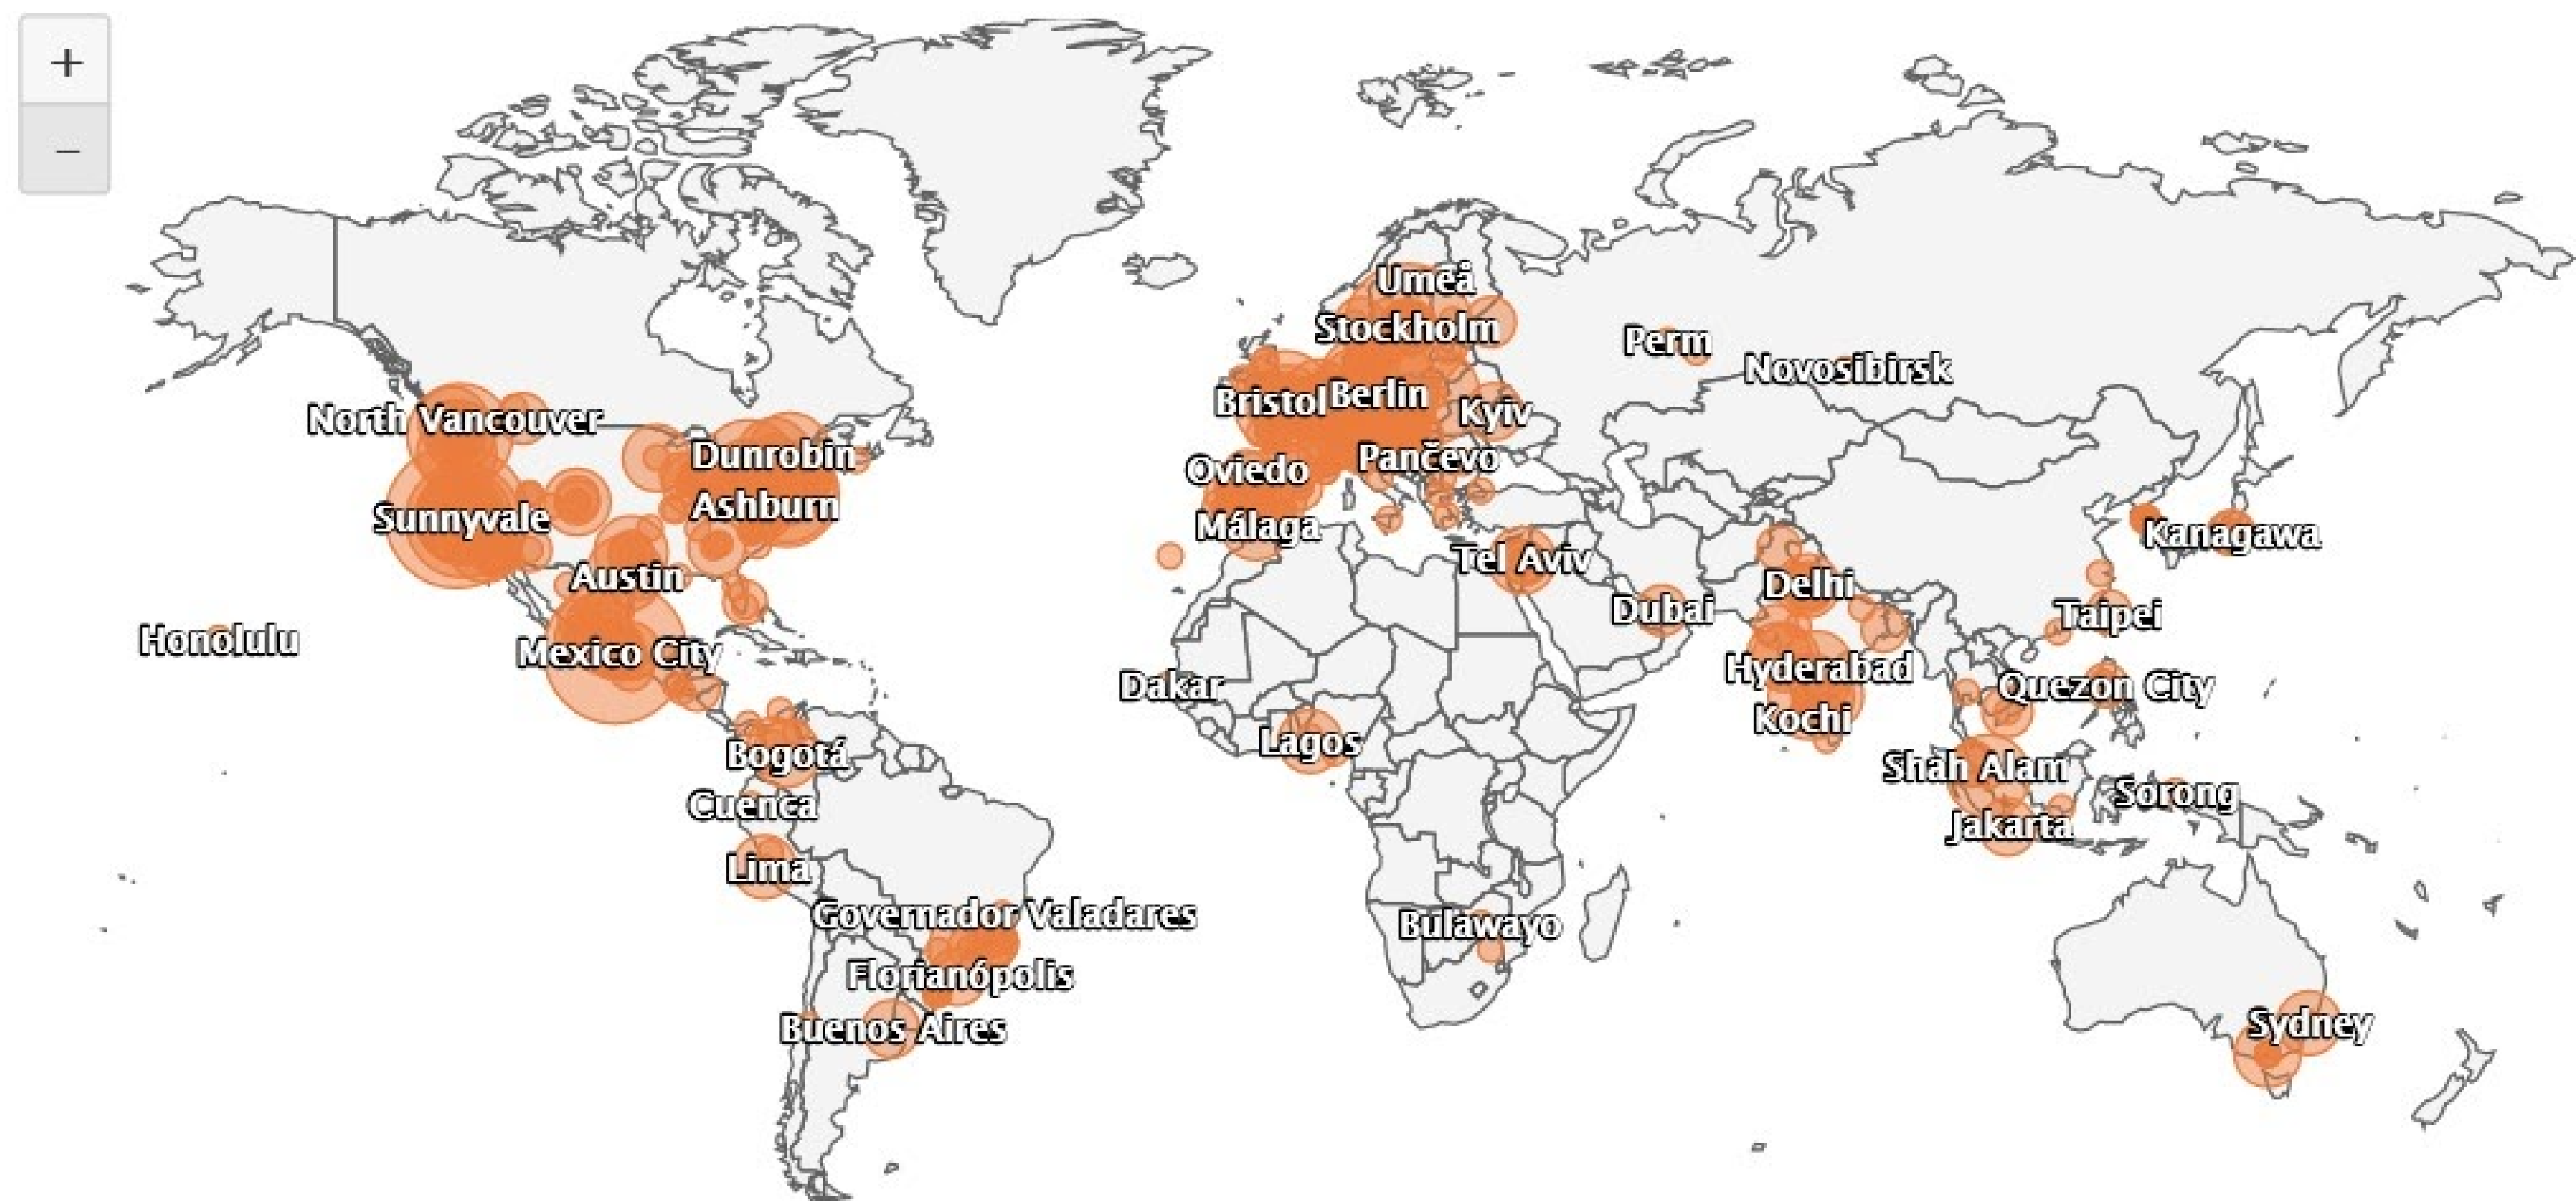 +
−
Umeå
Stockholm
Perm
Novosibirsk
Bristol
Berlin
Kyiv
North Vancouver
Dunrobin
Pančevo
Oviedo
Ashburn
Sunnyvale
Málaga
Kanagawa
Tel Aviv
Austin
Delhi
Dubai
Taipei
Honolulu
Mexico City
Hyderabad
Dakar
Quezon City
Kochi
Lagos
Bogotá
Shah Alam
Sorong
Cuenca
Jakarta
Lima
Governador Valadares
Bulawayo
Florianópolis
Sydney
Buenos Aires